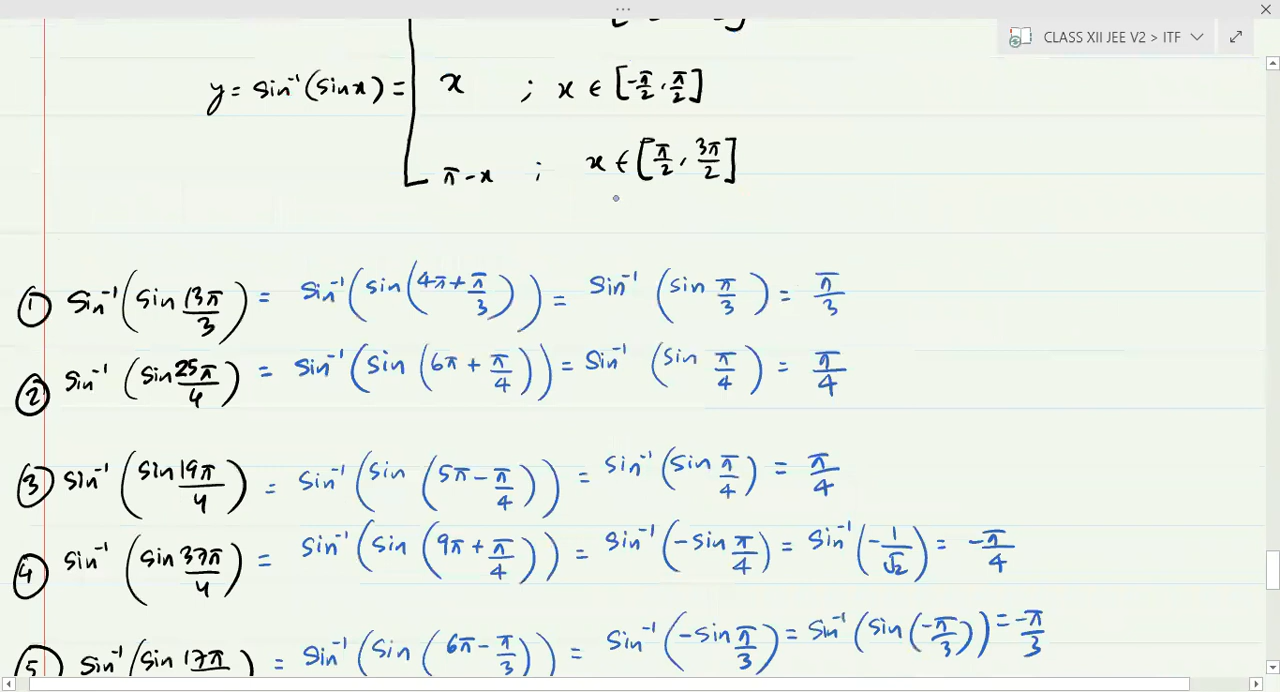 CLASS XII JEE V2 > ITF
y = sin⁻¹(sinx) =
x ; x ∈ [-π/2, π/2]
π-x ; x ∈ [π/2, 3π/2]
① sin⁻¹(sin 13π/3) = sin⁻¹(sin(4π+π/3)) = sin⁻¹(sin π/3) = π/3
② sin⁻¹(sin 25π/4) = sin⁻¹(sin(6π+π/4)) = sin⁻¹(sin π/4) = π/4
③ sin⁻¹(sin 19π/4) = sin⁻¹(sin(5π-π/4)) = sin⁻¹(sin π/4) = π/4
④ sin⁻¹(sin 37π/4) = sin⁻¹(sin(9π+π/4)) = sin⁻¹(-sin π/4) = sin⁻¹(-1/√2) = -π/4
⑤ sin⁻¹(sin 17π = sin⁻¹(sin(6π-π/3)) = sin⁻¹(-sin π/3) = sin⁻¹(sin(-π/3)) = -π/3